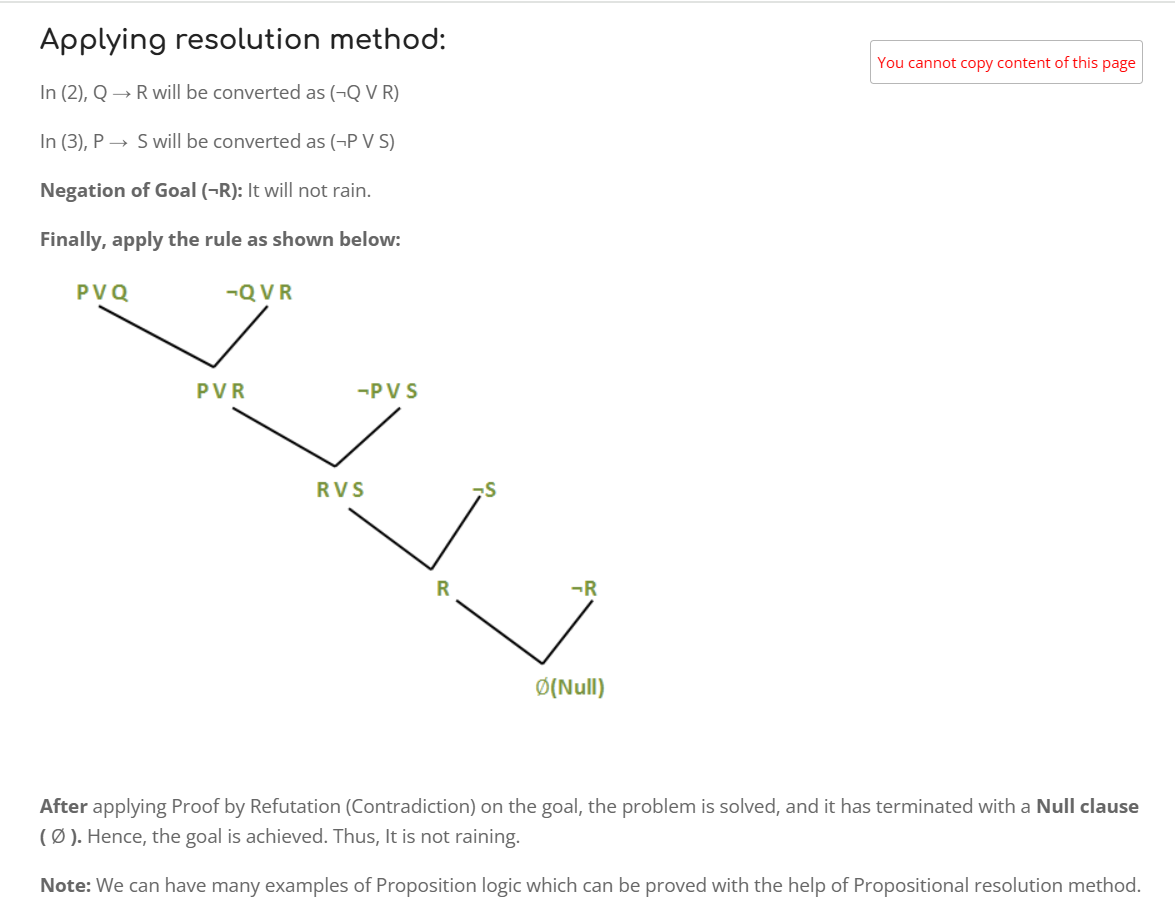 Applying resolution method:
You cannot copy content of this page
In (2), Q → R will be converted as (¬Q V R)
In (3), P → S will be converted as (¬P V S)
Negation of Goal (¬R): It will not rain.
Finally, apply the rule as shown below:
P V Q ¬Q V R
P V R ¬P V S
R V S ¬S
R ¬R
Ø(Null)
After applying Proof by Refutation (Contradiction) on the goal, the problem is solved, and it has terminated with a Null clause
( Ø ). Hence, the goal is achieved. Thus, It is not raining.
Note: We can have many examples of Proposition logic which can be proved with the help of Propositional resolution method.